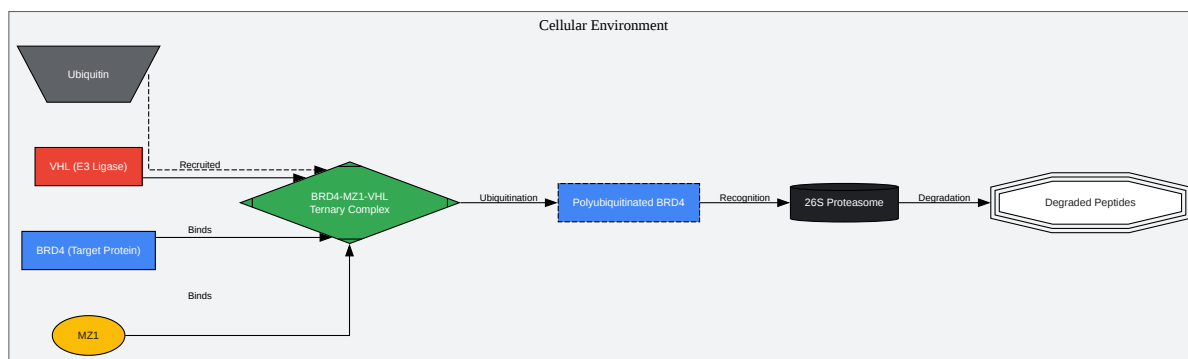 Cellular Environment
Ubiquitin
VHL (E3 Ligase)
Recruited
BRD4-MZ1-VHL
Ternary Complex
Ubiquitination
Polyubiquitinated BRD4
Recognition
26S Proteasome
Degradation
Degraded Peptides
BRD4 (Target Protein)
Binds
Binds
MZ1